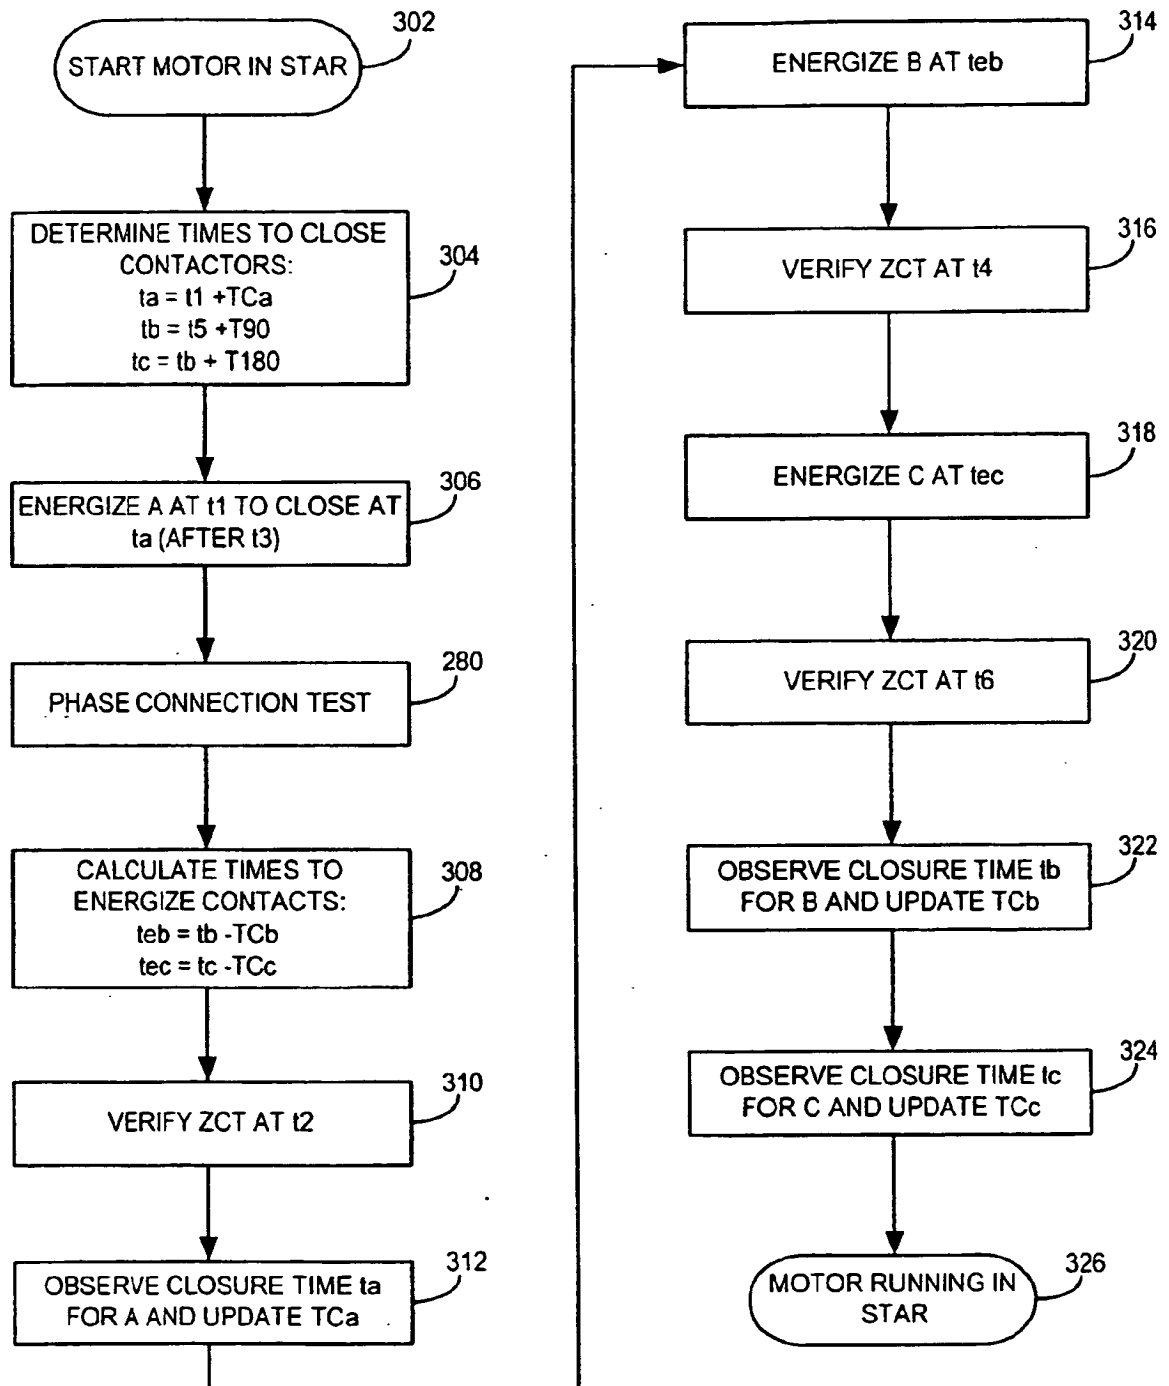 START MOTOR IN STAR
302
DETERMINE TIMES TO CLOSE
CONTACTORS:
ta = t1 +TCa
tb = t5 +T90
tc = tb + T180
304
ENERGIZE A AT t1 TO CLOSE AT
ta (AFTER t3)
306
PHASE CONNECTION TEST
280
CALCULATE TIMES TO
ENERGIZE CONTACTS:
teb = tb -TCb
tec = tc -TCc
308
VERIFY ZCT AT t2
310
OBSERVE CLOSURE TIME ta
FOR A AND UPDATE TCa
312
ENERGIZE B AT teb
314
VERIFY ZCT AT t4
316
ENERGIZE C AT tec
318
VERIFY ZCT AT t6
320
OBSERVE CLOSURE TIME tb
FOR B AND UPDATE TCb
322
OBSERVE CLOSURE TIME tc
FOR C AND UPDATE TCc
324
MOTOR RUNNING IN
STAR
326